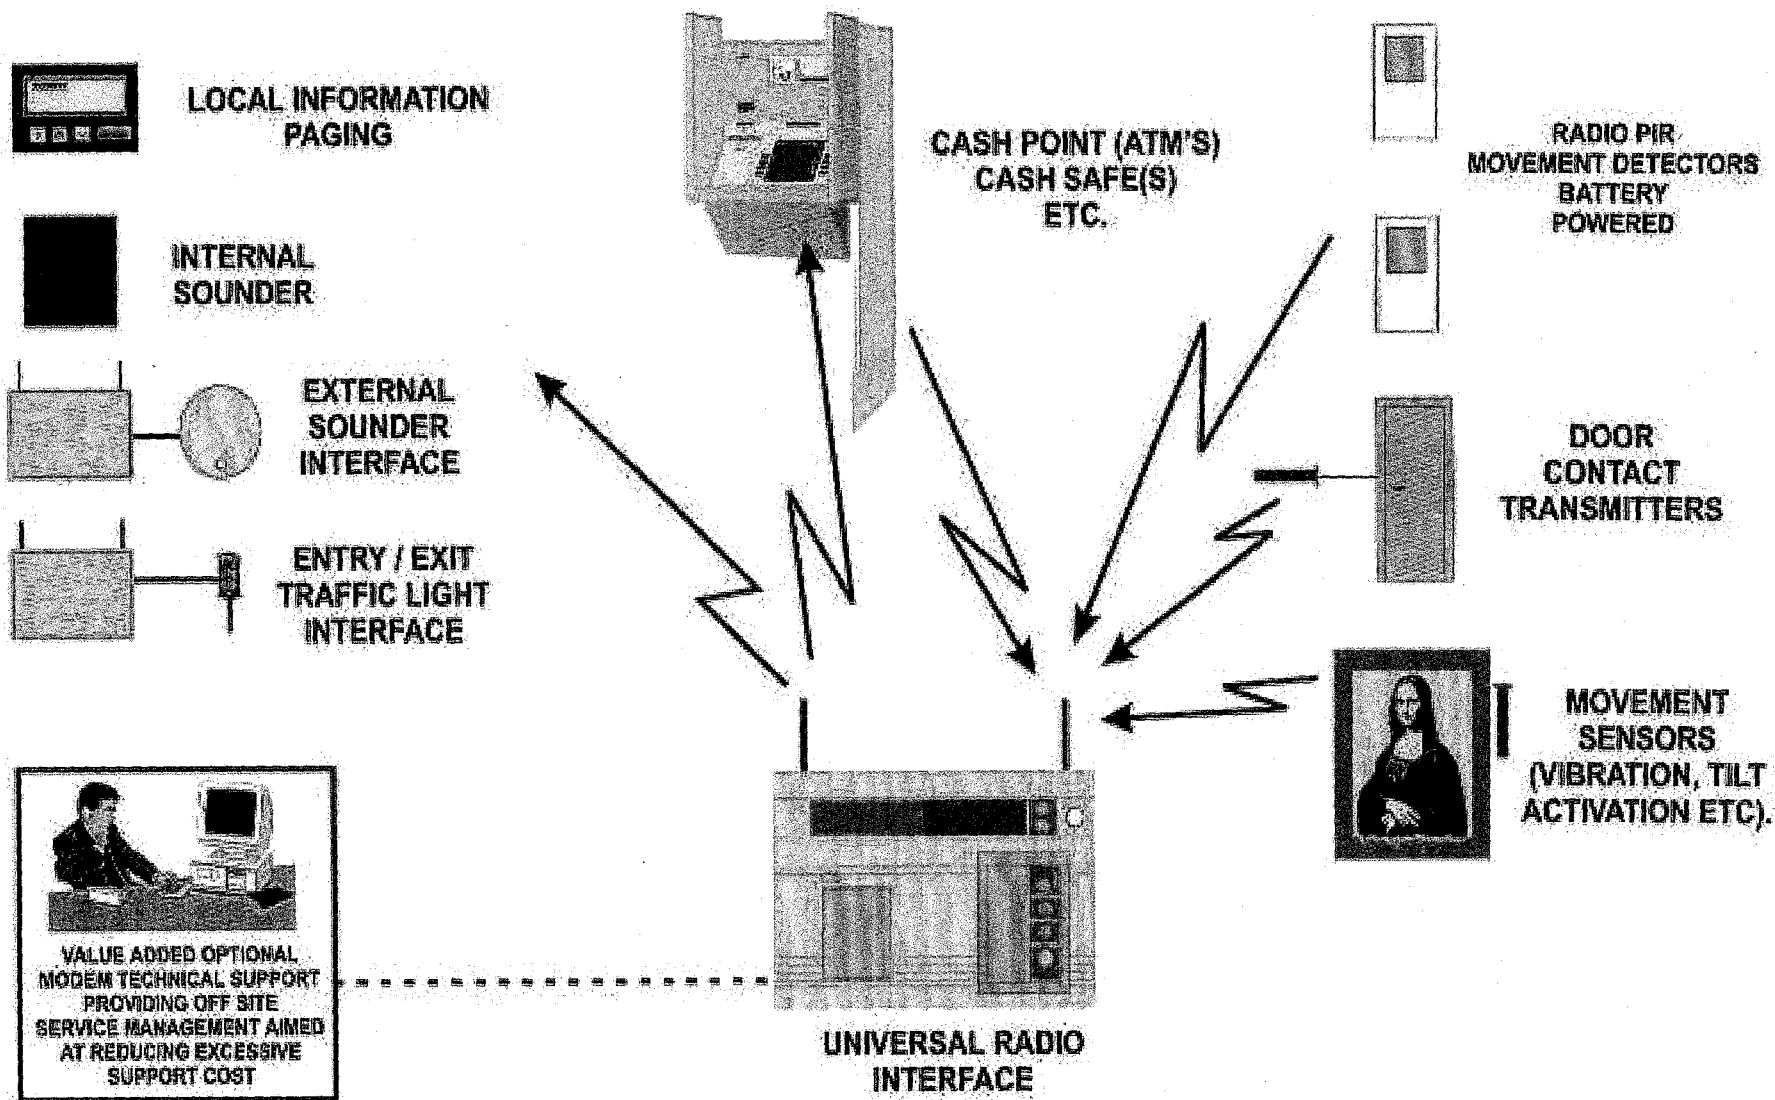 LOCAL INFORMATION
PAGING
INTERNAL
SOUNDER
EXTERNAL
SOUNDER
INTERFACE
ENTRY / EXIT
TRAFFIC LIGHT
INTERFACE
CASH POINT (ATM'S)
CASH SAFE(S)
ETC.
RADIO PIR
MOVEMENT DETECTORS
BATTERY
POWERED
DOOR
CONTACT
TRANSMITTERS
MOVEMENT
SENSORS
(VIBRATION, TILT
ACTIVATION ETC).
VALUE ADDED OPTIONAL
MODEM TECHNICAL SUPPORT
PROVIDING OFF SITE
SERVICE MANAGEMENT AIMED
AT REDUCING EXCESSIVE
SUPPORT COST
UNIVERSAL RADIO
INTERFACE